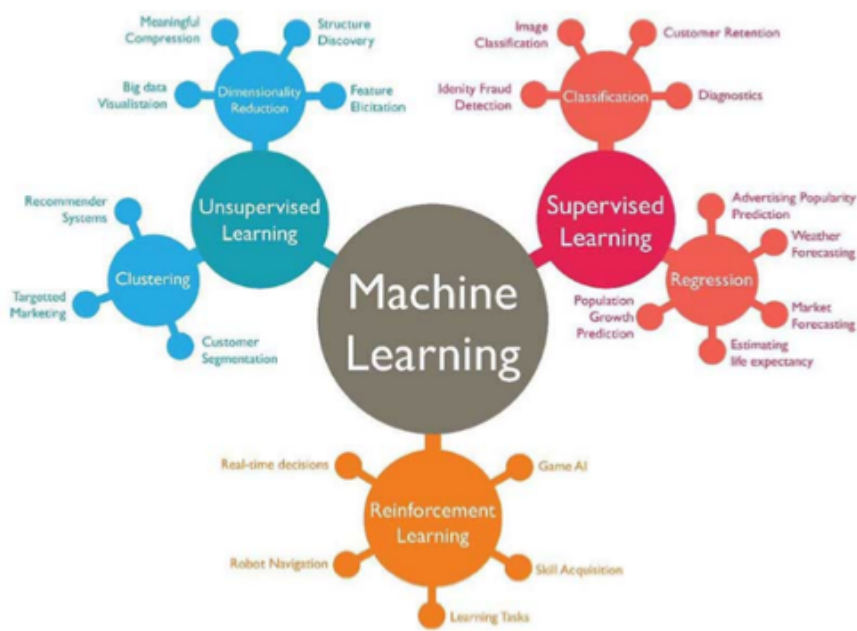 Meaningful
Compression
Structure
Discovery
Big data
Visualistaion
Dimensionality
Reduction
Feature
Elicitation
Image
Classification
Customer Retention
Idenity Fraud
Detection
Classification
Diagnostics
Unsupervised
Learning
Supervised
Learning
Recommender
Systems
Clustering
Targetted
Marketing
Customer
Segmentation
Advertising Popularity
Prediction
Weather
Forecasting
Regression
Population
Growth
Prediction
Market
Forecasting
Estimating
life expectancy
Machine
Learning
Real-time decisions
Game AI
Reinforcement
Learning
Robot Navigation
Skill Acquisition
Learning Tasks